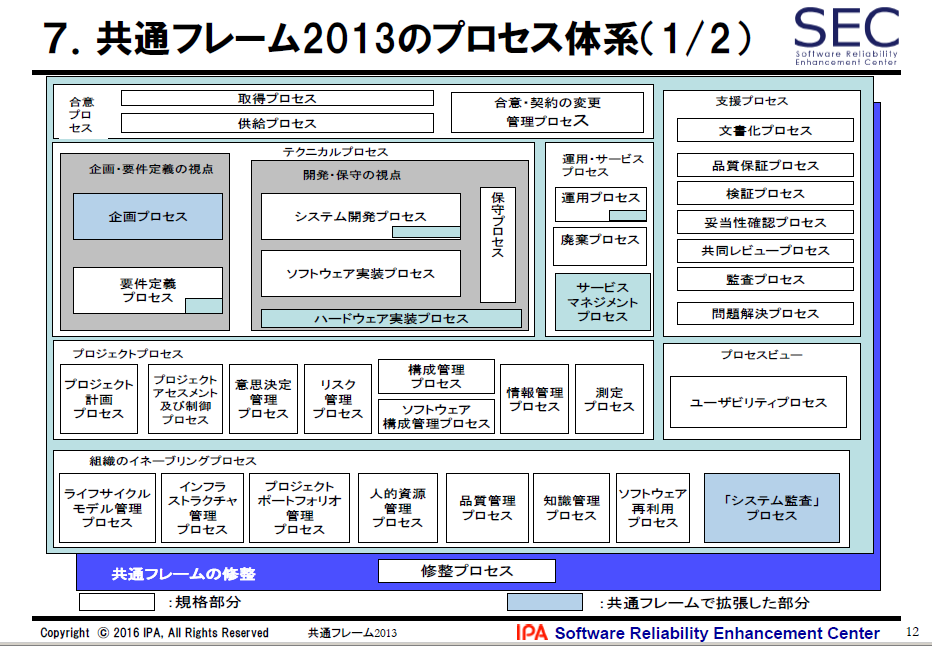 7. 共通フレーム2013のプロセス体系(1/2)
SEC
Software Reliability
Enhancement Center
合意
プロ
セス
取得プロセス
供給プロセス
合意・契約の変更
管理プロセス
テクニカルプロセス
企画・要件定義の視点
企画プロセス
要件定義
プロセス
開発・保守の視点
システム開発プロセス
ソフトウェア実装プロセス
ハードウェア実装プロセス
保守プロセス
運用・サービス
プロセス
運用プロセス
廃棄プロセス
サービス
マネジメント
プロセス
支援プロセス
文書化プロセス
品質保証プロセス
検証プロセス
妥当性確認プロセス
共同レビュープロセス
監査プロセス
問題解決プロセス
プロジェクトプロセス
プロジェクト
計画
プロセス
プロジェクト
アセスメント
及び制御
プロセス
意思決定
管理
プロセス
リスク
管理
プロセス
構成管理
プロセス
ソフトウェア
構成管理プロセス
情報管理
プロセス
測定
プロセス
プロセスビュー
ユーザビリティプロセス
組織のイネーブリングプロセス
ライフサイクル
モデル管理
プロセス
インフラ
ストラクチャ
管理
プロセス
プロジェクト
ポートフォリオ
管理
プロセス
人的資源
管理
プロセス
品質管理
プロセス
知識管理
プロセス
ソフトウェア
再利用
プロセス
「システム監査」
プロセス
共通フレームの修整
修整プロセス
:規格部分
:共通フレームで拡張した部分
Copyright © 2016 IPA, All Rights Reserved
共通フレーム2013
IPA Software Reliability Enhancement Center
12